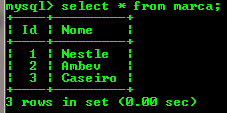 mysql> select * from marca;
+----+---------+
| Id | Nome    |
+----+---------+
|  1 | Nestle  |
|  2 | Ambev   |
|  3 | Caseiro |
+----+---------+
3 rows in set (0.00 sec)